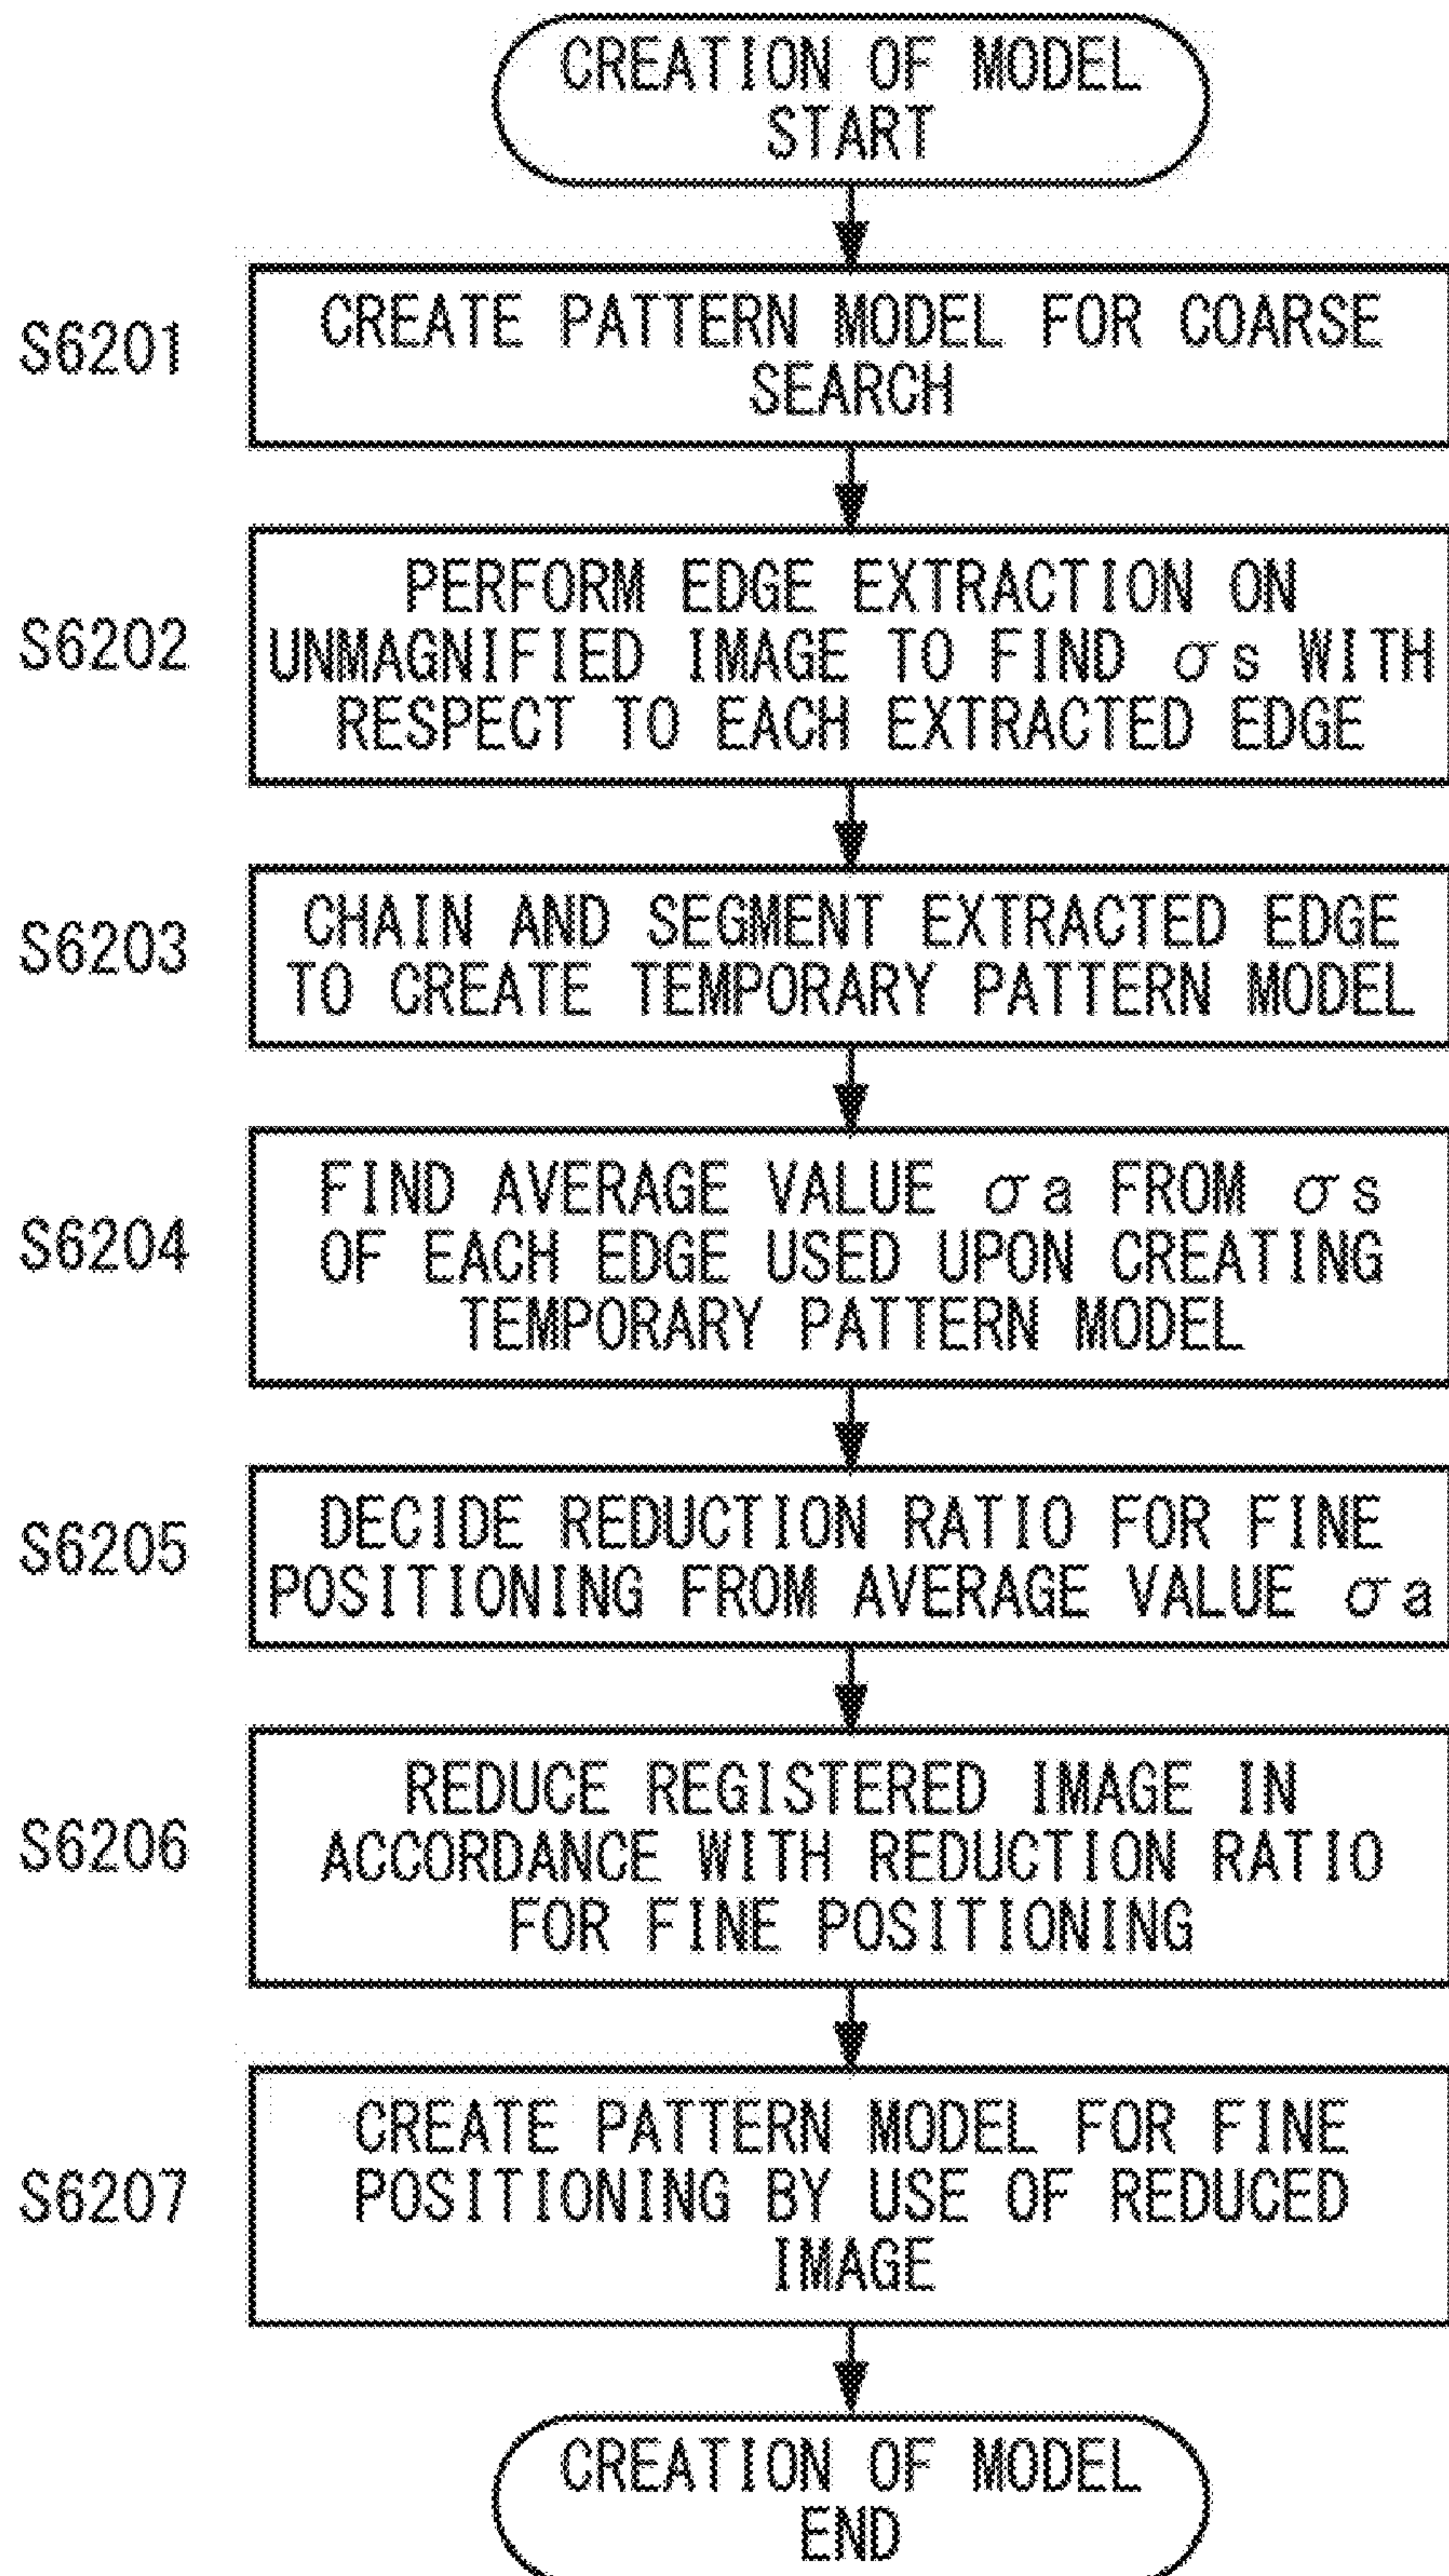 CREATION OF MODEL
START
S6201
CREATE PATTERN MODEL FOR COARSE
SEARCH
S6202
PERFORM EDGE EXTRACTION ON
UNMAGNIFIED IMAGE TO FIND σs WITH
RESPECT TO EACH EXTRACTED EDGE
S6203
CHAIN AND SEGMENT EXTRACTED EDGE
TO CREATE TEMPORARY PATTERN MODEL
S6204
FIND AVERAGE VALUE σa FROM σs
OF EACH EDGE USED UPON CREATING
TEMPORARY PATTERN MODEL
S6205
DECIDE REDUCTION RATIO FOR FINE
POSITIONING FROM AVERAGE VALUE σa
S6206
REDUCE REGISTERED IMAGE IN
ACCORDANCE WITH REDUCTION RATIO
FOR FINE POSITIONING
S6207
CREATE PATTERN MODEL FOR FINE
POSITIONING BY USE OF REDUCED
IMAGE
CREATION OF MODEL
END